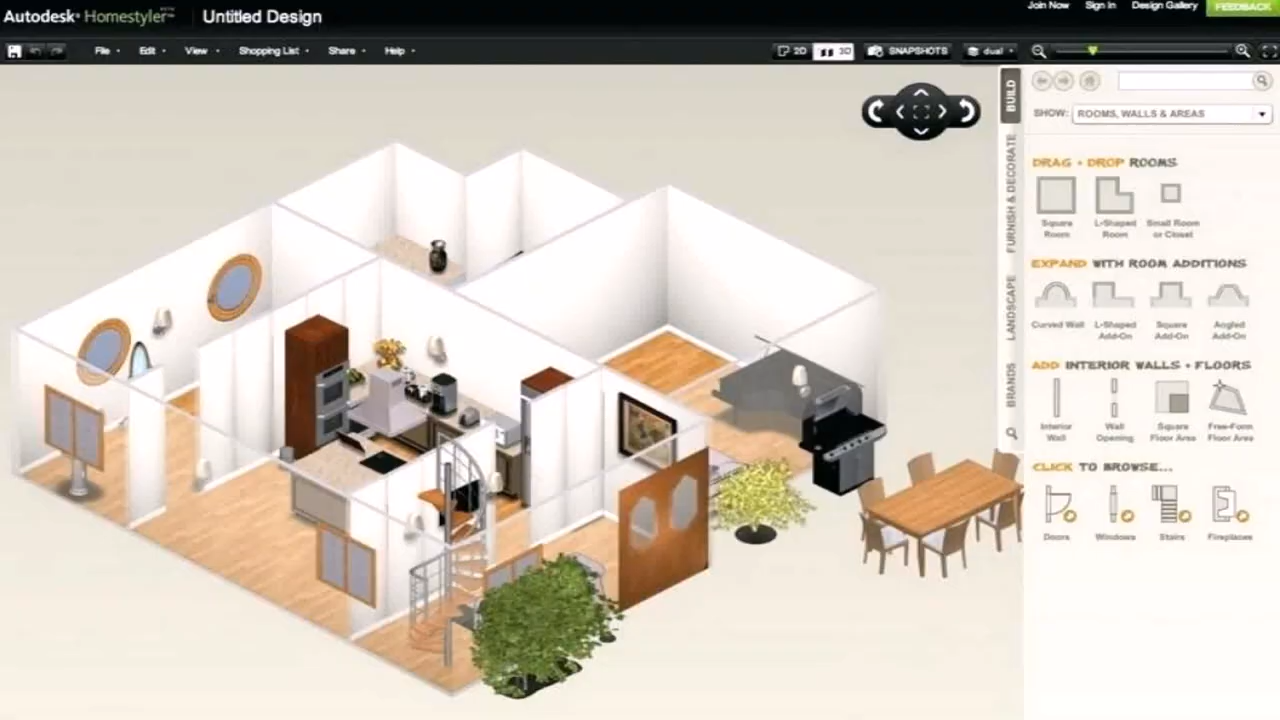 Autodesk® Homestyler™ BETA Untitled Design
Join Now Sign In Design Gallery FEEDBACK
File Edit View Shopping List Share Help
2D 3D SNAPSHOTS dual
BUILD
FURNISH & DECORATE
LANDSCAPE
BRANDS
SHOW: ROOMS, WALLS & AREAS
DRAG + DROP ROOMS
Square Room
L-Shaped Room
Small Room or Closet
EXPAND WITH ROOM ADDITIONS
Curved Wall
L-Shaped Add-On
Square Add-On
Angled Add-On
ADD INTERIOR WALLS + FLOORS
Interior Wall
Wall Opening
Square Floor Area
Free-Form Floor Area
CLICK TO BROWSE...
Doors Windows Stairs Fireplaces